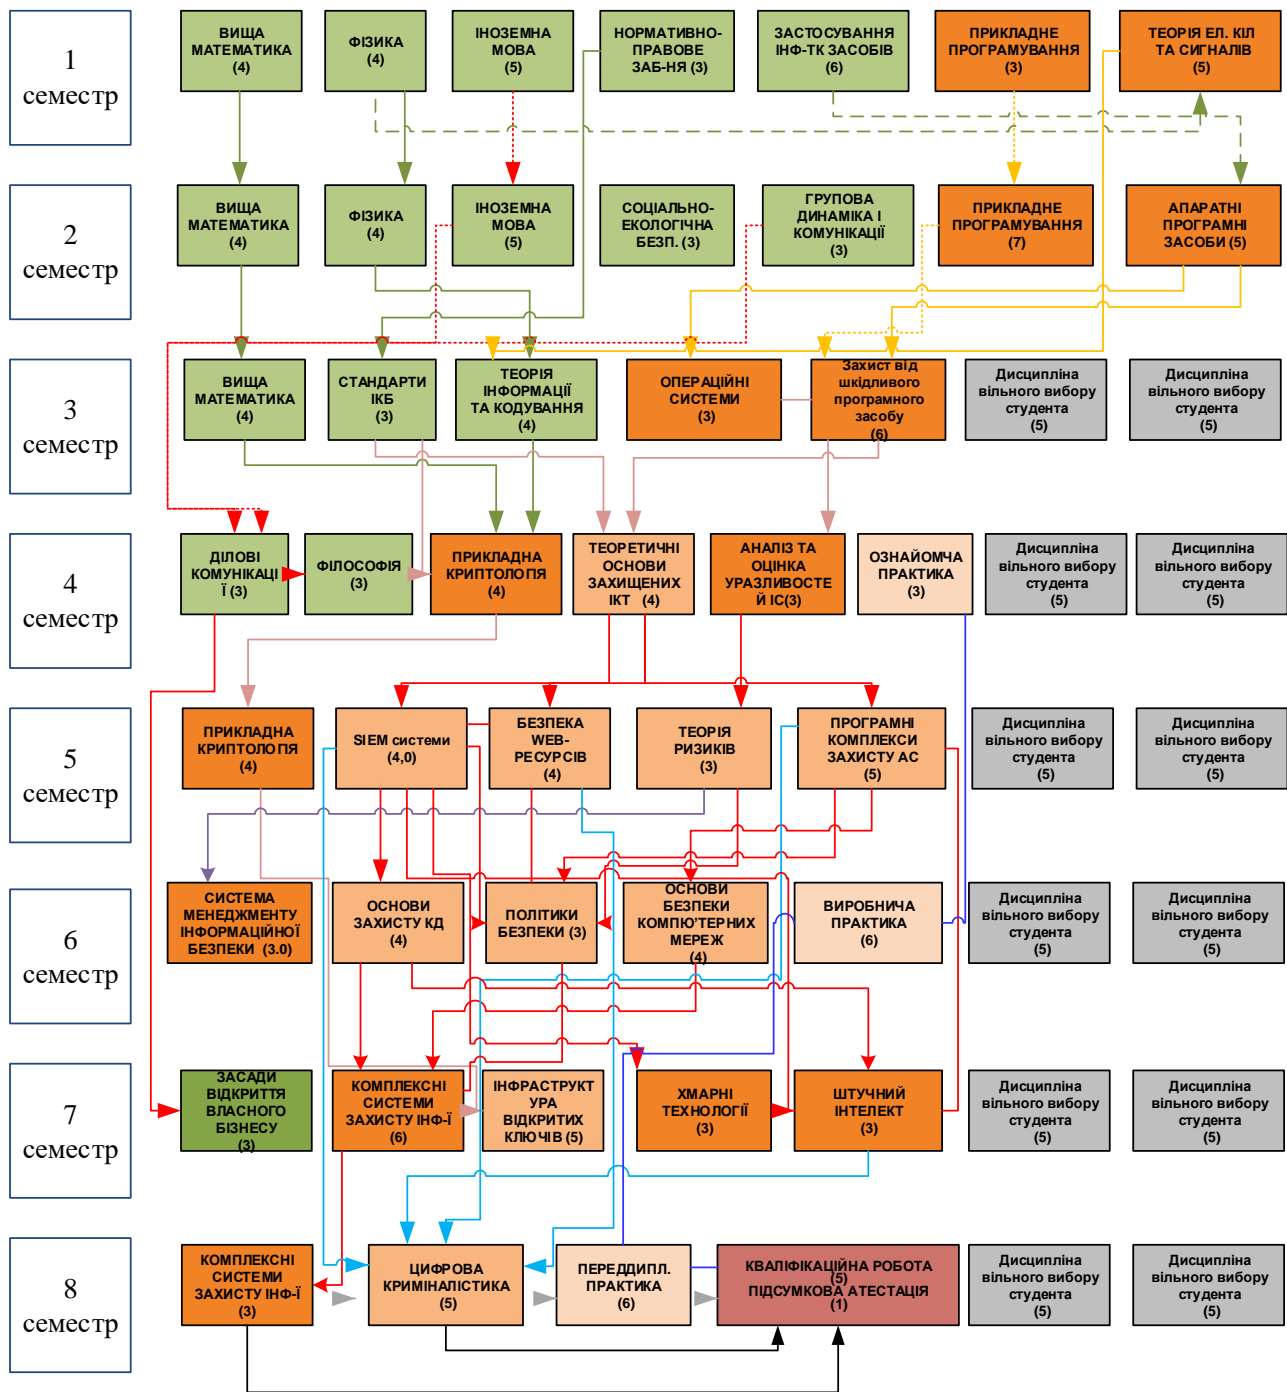 1
семестр
ВИЩА
МАТЕМАТИКА
(4)
ФІЗИКА
(4)
ІНОЗЕМНА
МОВА
(5)
НОРМАТИВНО-
ПРАВОВЕ
ЗАБ-НЯ (3)
ЗАСТОСУВАННЯ
ІНФ-ТК ЗАСОБІВ
(6)
ПРИКЛАДНЕ
ПРОГРАМУВАННЯ
(3)
ТЕОРІЯ ЕЛ. КІЛ
ТА СИГНАЛІВ
(5)
2
семестр
ВИЩА
МАТЕМАТИКА
(4)
ФІЗИКА
(4)
ІНОЗЕМНА
МОВА
(5)
СОЦІАЛЬНО-
ЕКОЛОГІЧНА
БЕЗП. (3)
ГРУПОВА
ДИНАМІКА І
КОМУНІКАЦІЇ
(3)
ПРИКЛАДНЕ
ПРОГРАМУВАННЯ
(7)
АПАРАТНІ
ПРОГРАМНІ
ЗАСОБИ (5)
3
семестр
ВИЩА
МАТЕМАТИКА
(4)
СТАНДАРТИ
ІКБ
(3)
ТЕОРІЯ
ІНФОРМАЦІЇ
ТА КОДУВАННЯ
(4)
ОПЕРАЦІЙНІ
СИСТЕМИ
(3)
Захист від
шкідливого
програмного
засобу
(6)
Дисципліна
вільного вибору
студента
(5)
Дисципліна
вільного вибору
студента
(5)
4
семестр
ДІЛОВІ
КОМУНІКАЦІ
Ї (3)
ФІЛОСОФІЯ
(3)
ПРИКЛАДНА
КРИПТОЛОГІЯ
(4)
ТЕОРЕТИЧНІ
ОСНОВИ
ЗАХИЩЕНИХ
ІКТ (4)
АНАЛІЗ ТА
ОЦІНКА
УРАЗЛИВОСТЕ
Й ІС(3)
ОЗНАЙОМЧА
ПРАКТИКА
(3)
Дисципліна
вільного вибору
студента
(5)
Дисципліна
вільного вибору
студента
(5)
5
семестр
ПРИКЛАДНА
КРИПТОЛОГІЯ
(4)
SIEM системи
(4,0)
БЕЗПЕКА
WEB-
РЕСУРСІВ
(4)
ТЕОРІЯ
РИЗИКІВ
(3)
ПРОГРАМНІ
КОМПЛЕКСИ
ЗАХИСТУ АС
(5)
Дисципліна
вільного вибору
студента
(5)
Дисципліна
вільного вибору
студента
(5)
6
семестр
СИСТЕМА
МЕНЕДЖМЕНТУ
ІНФОРМАЦІЙНОЇ
БЕЗПЕКИ (3.0)
ОСНОВИ
ЗАХИСТУ КД
(4)
ПОЛІТИКИ
БЕЗПЕКИ (3)
ОСНОВИ
БЕЗПЕКИ
КОМПЮ'ТЕРНИХ
МЕРЕЖ
(4)
ВИРОБНИЧА
ПРАКТИКА
(6)
Дисципліна
вільного вибору
студента
(5)
Дисципліна
вільного вибору
студента
(5)
7
семестр
ЗАСАДИ
ВІДКРИТТЯ
ВЛАСНОГО
БІЗНЕСУ
(3)
КОМПЛЕКСНІ
СИСТЕМИ
ЗАХИСТУ ІНФ-Ї
(6)
ІНФРАСТРУКТ
УРА
ВІДКРИТИХ
КЛЮЧІВ (5)
ХМАРНІ
ТЕХНОЛОГІЇ
(3)
ШТУЧНИЙ
ІНТЕЛЕКТ
(3)
Дисципліна
вільного вибору
студента
(5)
Дисципліна
вільного вибору
студента
(5)
8
семестр
КОМПЛЕКСНІ
СИСТЕМИ
ЗАХИСТУ ІНФ-Ї
(3)
ЦИФРОВА
КРИМІНАЛІСТИКА
(5)
ПЕРЕДДИПЛ.
ПРАКТИКА
(6)
КВАЛІФІКАЦІЙНА РОБОТА
(5)
ПІДСУМКОВА АТЕСТАЦІЯ
(1)
Дисципліна
вільного вибору
студента
(5)
Дисципліна
вільного вибору
студента
(5)